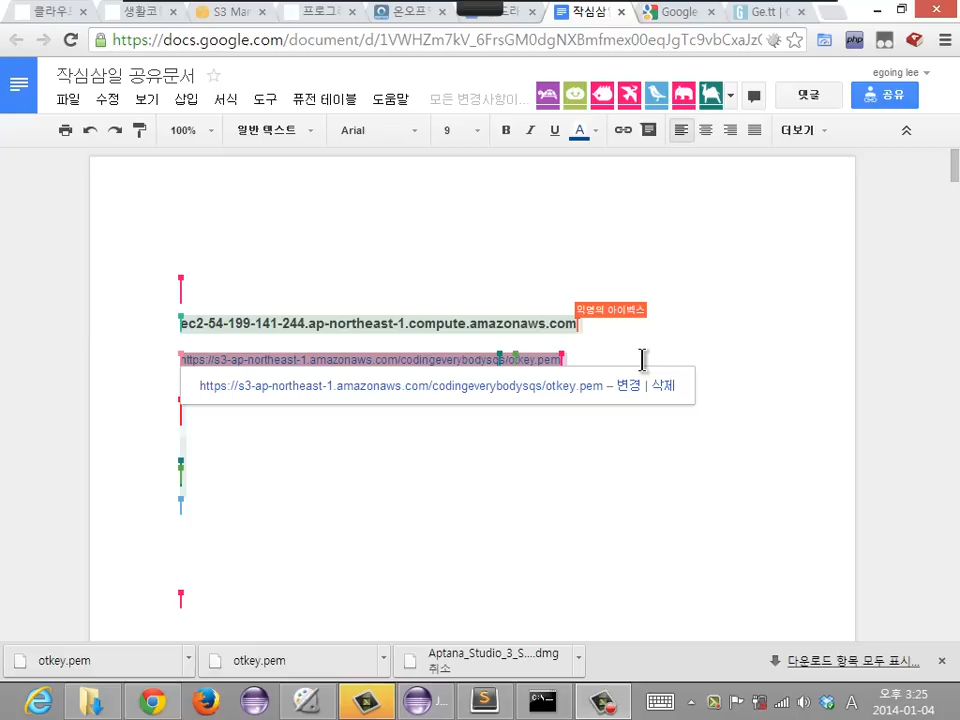 클라우드
생활코
S3 Ma
프로그
온오프
작심삼
Google
Ge.tt
https://docs.google.com/document/d/1VWHZm7kV_6FrsGM0dgNXBmfmex00eqJgTc9vbCxaJz
작심삼일 공유문서
egoing lee
파일 수정 보기 삽입 서식 도구 퓨전 테이블 도움말 모든 변경사항이...
댓글
공유
100% 일반 텍스트 Arial 9 B I U A 더보기
익명의 아이벡스
ec2-54-199-141-244.ap-northeast-1.compute.amazonaws.com
https://s3-ap-northeast-1.amazonaws.com/codingeverybodysqs/otkey.pem
https://s3-ap-northeast-1.amazonaws.com/codingeverybodysqs/otkey.pem – 변경 | 삭제
otkey.pem
otkey.pem
Aptana_Studio_3_S....dmg
취소
다운로드 항목 모두 표시...
A
오후 3:25
2014-01-04